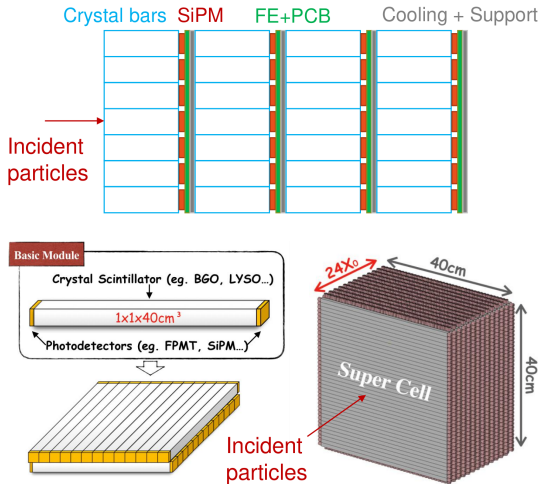 Crystal bars SiPM FE+PCB Cooling + Support
Incident
particles
Basic Module
Crystal Scintillator (eg. BGO, LYSO...)
1x1x40cm³
Photodetectors (eg. FPMT, SiPM...)
24X₀
40cm
40cm
Super Cell
Incident
particles